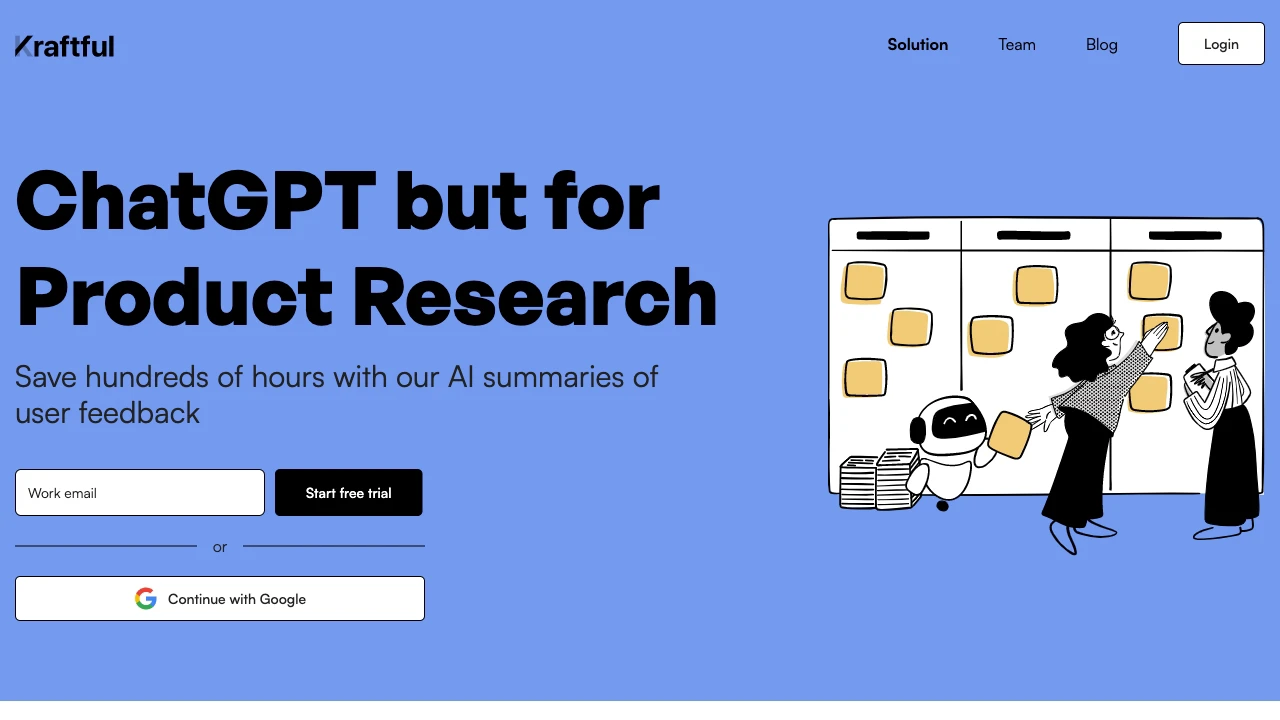 Kraftful
Solution
Team
Blog
Login
ChatGPT but for
Product Research
Save hundreds of hours with our AI summaries of
user feedback
Work email
Start free trial
or
Continue with Google